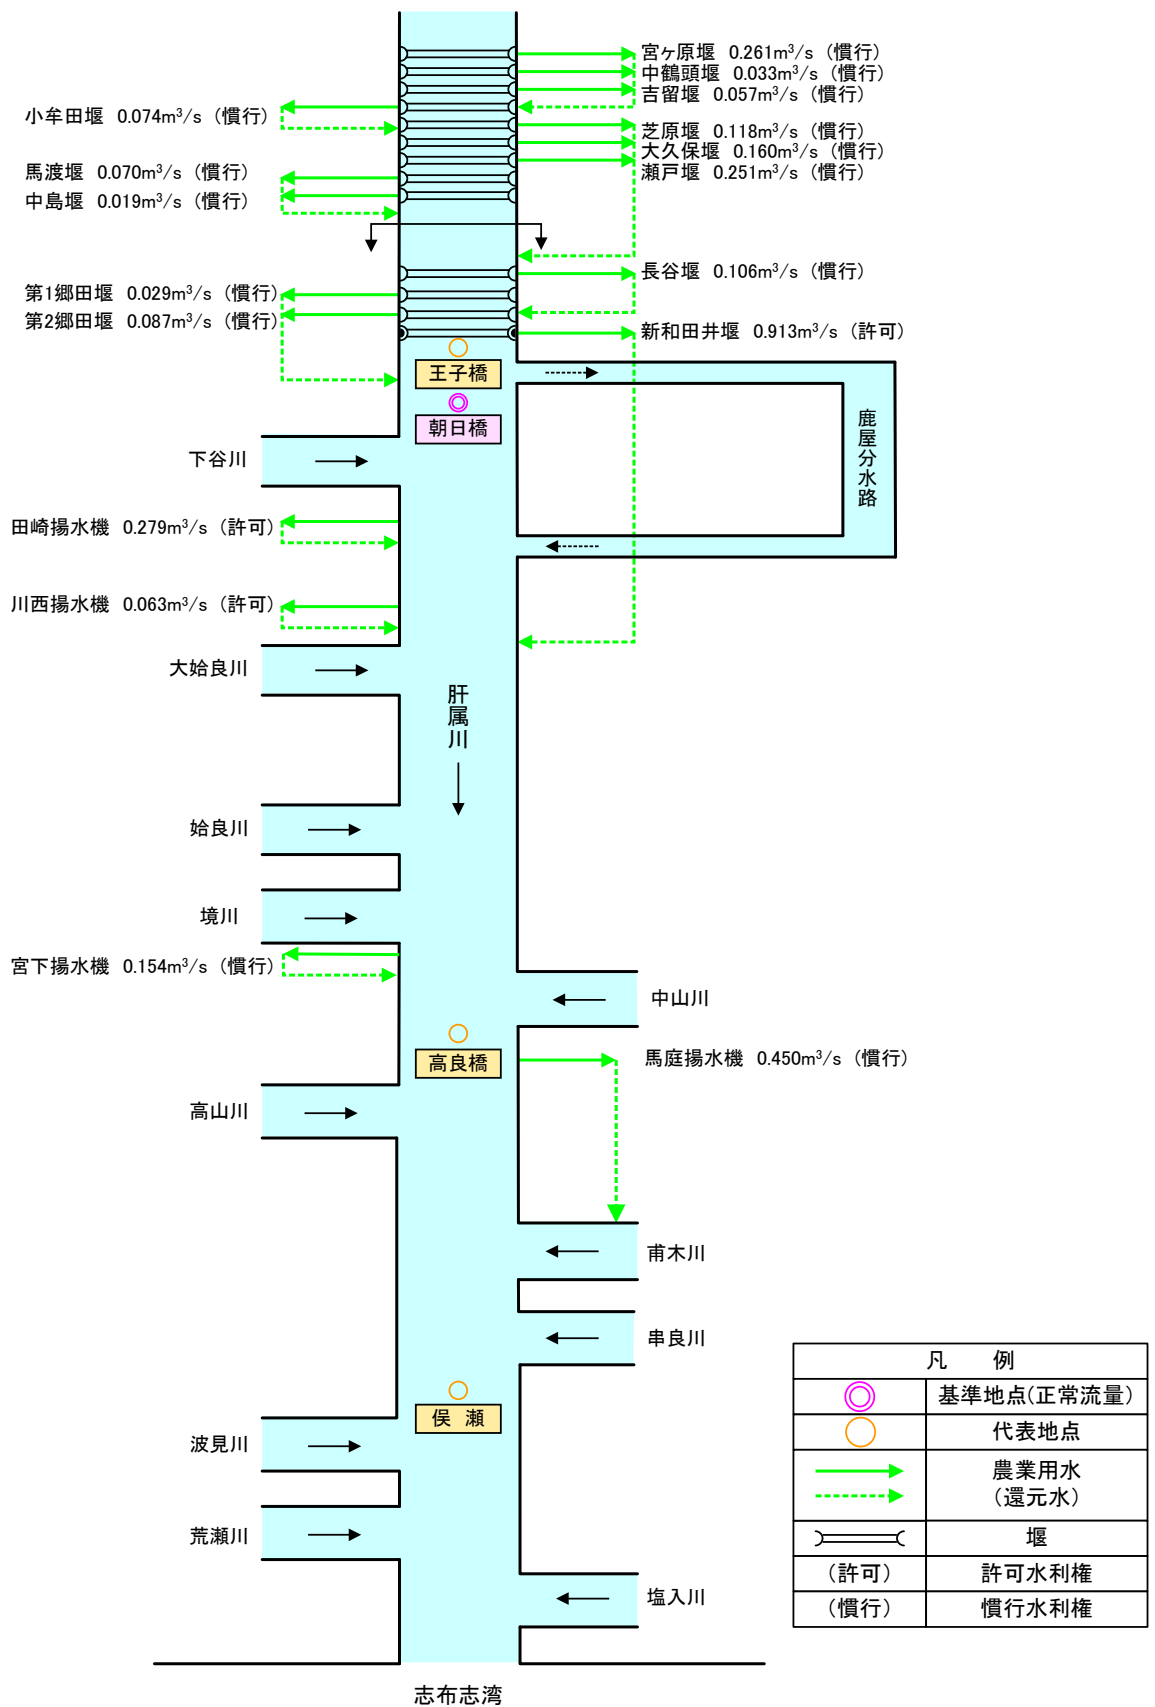 宮ヶ原堰 0.261m³/s (慣行)
中鶴頭堰 0.033m³/s (慣行)
吉留堰 0.057m³/s (慣行)
小牟田堰 0.074m³/s (慣行)
芝原堰 0.118m³/s (慣行)
大久保堰 0.160m³/s (慣行)
瀬戸堰 0.251m³/s (慣行)
馬渡堰 0.070m³/s (慣行)
中島堰 0.019m³/s (慣行)
長谷堰 0.106m³/s (慣行)
第1郷田堰 0.029m³/s (慣行)
第2郷田堰 0.087m³/s (慣行)
新和田井堰 0.913m³/s (許可)
王子橋
朝日橋
鹿屋分水路
下谷川
田崎揚水機 0.279m³/s (許可)
川西揚水機 0.063m³/s (許可)
大姶良川
肝属川
姶良川
境川
宮下揚水機 0.154m³/s (慣行)
中山川
高良橋
馬庭揚水機 0.450m³/s (慣行)
高山川
甫木川
串良川
俣瀬
波見川
荒瀬川
塩入川
志布志湾
凡 例
基準地点(正常流量)
代表地点
農業用水
(還元水)
堰
(許可) 許可水利権
(慣行) 慣行水利権